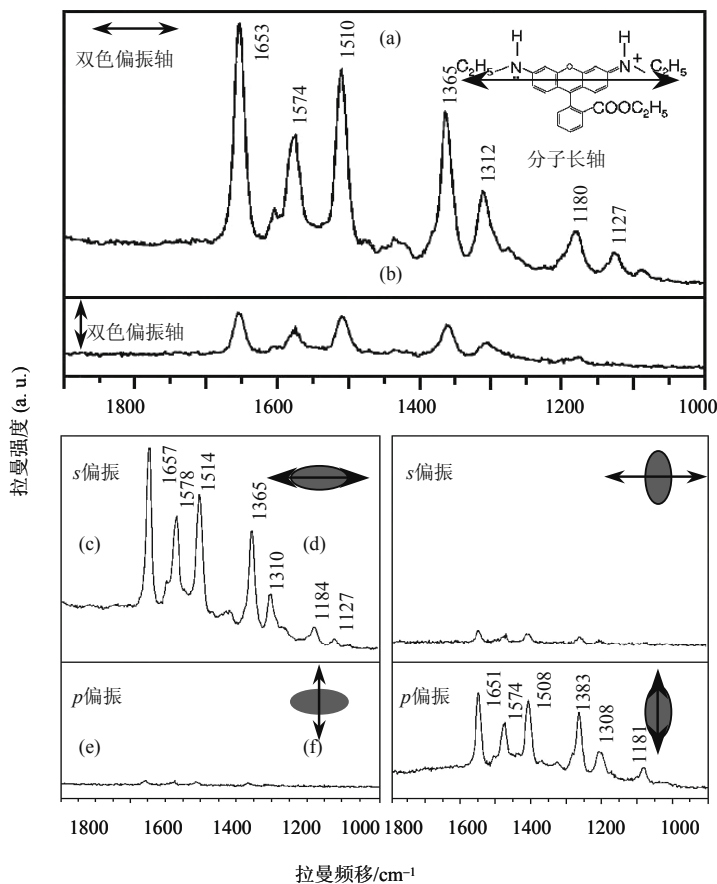 双色偏振轴
(a)
1653
1574
1510
1365
1312
1180
1127
H
H
C₂H₅
N
O
N
+
C₂H₅
COOC₂H₅
分子长轴
(b)
双色偏振轴
1800
1600
1400
1200
1000
拉曼强度 (a. u.)
s偏振
1657
1578
1514
1365
1310
1184
1127
(c)
(d)
s偏振
p偏振
(e)
(f)
p偏振
1651
1574
1508
1383
1308
1181
1800
1600
1400
1200
1000
1800
1600
1400
1200
1000
拉曼频移/cm⁻¹